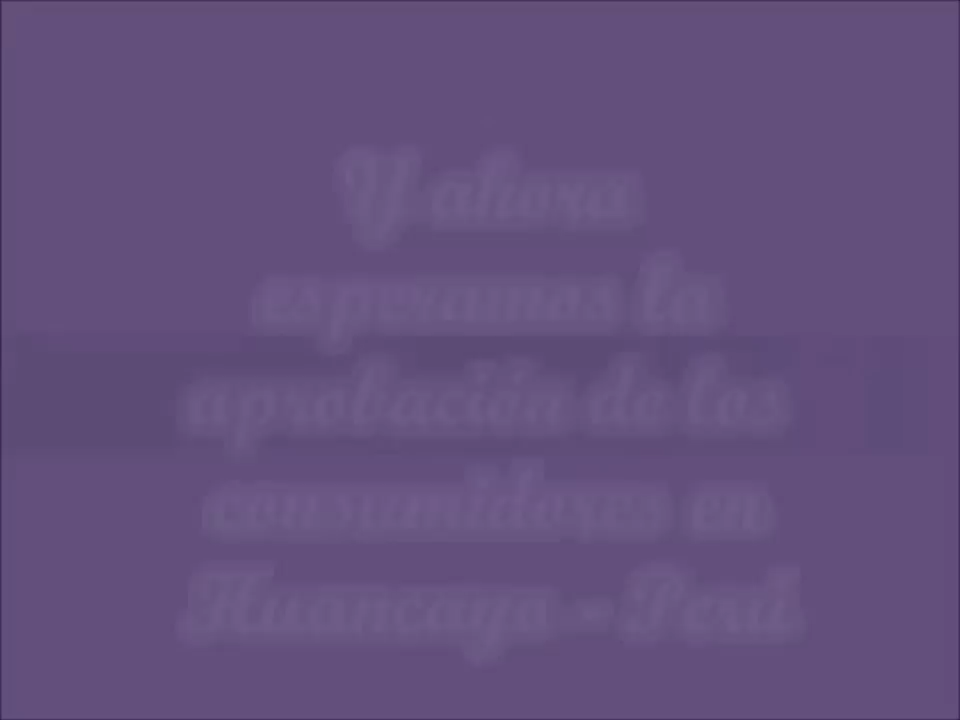 Y ahora
esperamos la
aprobación de los
consumidores en
Huancayo - Perú